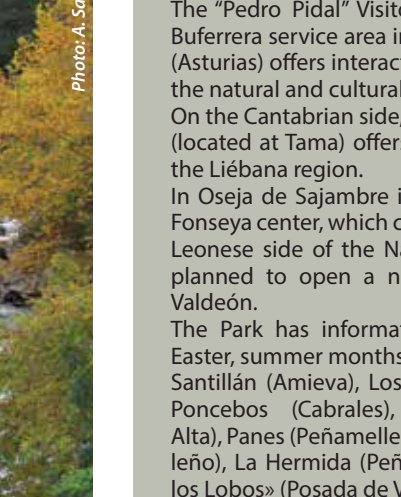 Photo: A. Sa
The “Pedro Pidal” Visito
Buferrera service area in
(Asturias) offers interact
the natural and cultural
On the Cantabrian side,
(located at Tama) offers
the Liébana region.
In Oseja de Sajambre i
Fonseya center, which c
Leonese side of the Na
planned to open a n
Valdeón.
The Park has informat
Easter, summer months
Santillán (Amieva), Los
Poncebos (Cabrales),
Alta), Panes (Peñamelle
leño), La Hermida (Peñ
los Lobos» (Posada de V